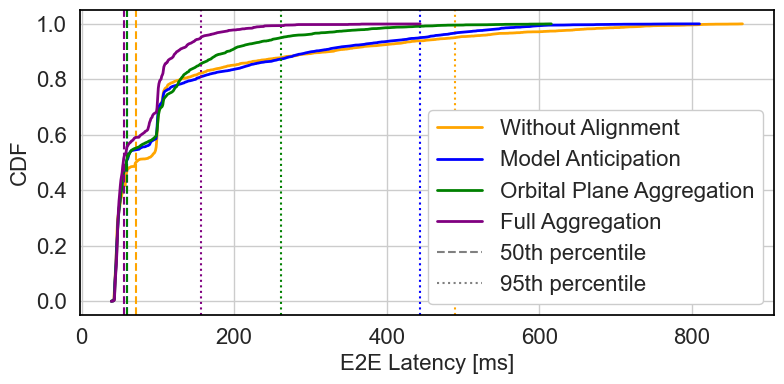 1.0
0.8
0.6
0.4
0.2
0.0
CDF
Without Alignment
Model Anticipation
Orbital Plane Aggregation
Full Aggregation
50th percentile
95th percentile
0 200 400 600 800
E2E Latency [ms]